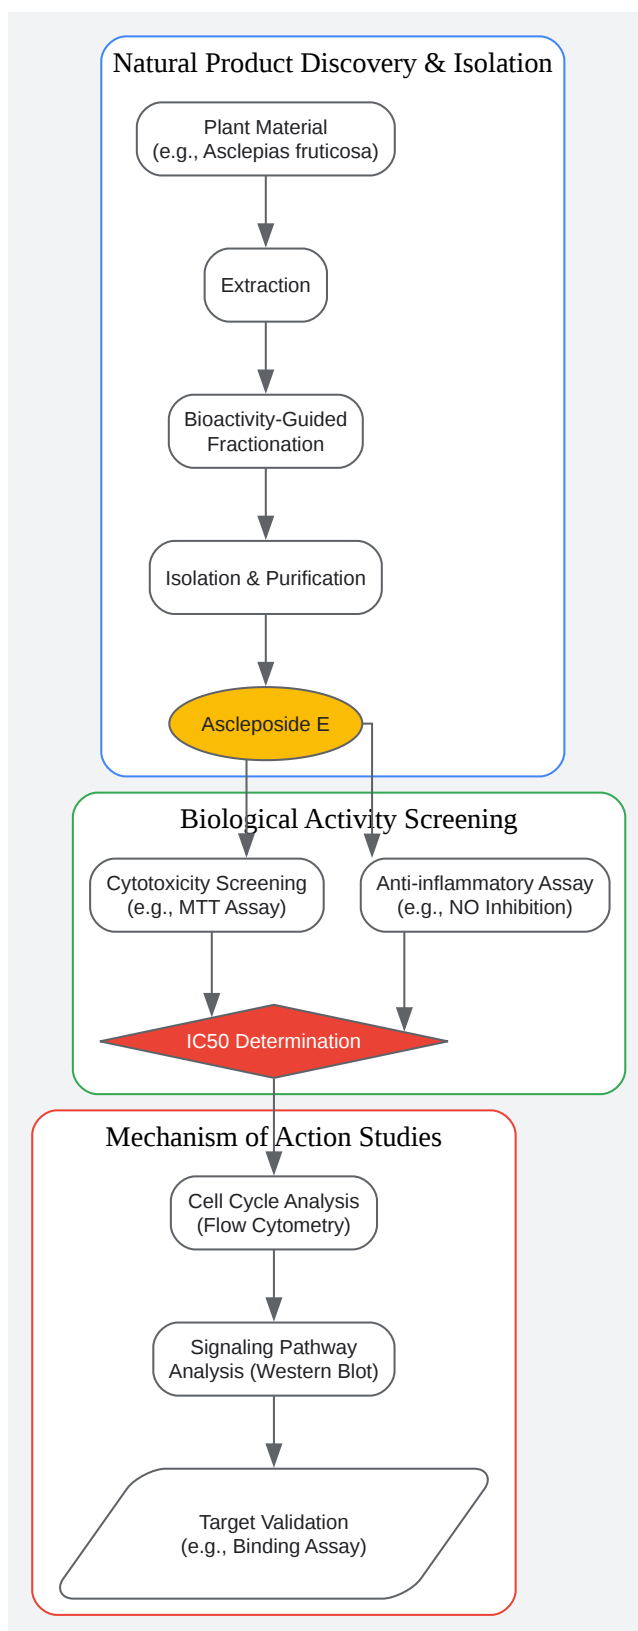 Natural Product Discovery & Isolation
Plant Material
(e.g., Asclepias fruticosa)
Extraction
Bioactivity-Guided
Fractionation
Isolation & Purification
Ascleposide E
Biological Activity Screening
Cytotoxicity Screening
(e.g., MTT Assay)
Anti-inflammatory Assay
(e.g., NO Inhibition)
IC50 Determination
Mechanism of Action Studies
Cell Cycle Analysis
(Flow Cytometry)
Signaling Pathway
Analysis (Western Blot)
Target Validation
(e.g., Binding Assay)